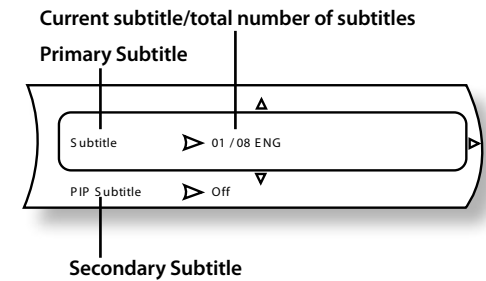 Current subtitle/total number of subtitles
Primary Subtitle
Subtitle 01 / 08 ENG
PIP Subtitle Off
Secondary Subtitle